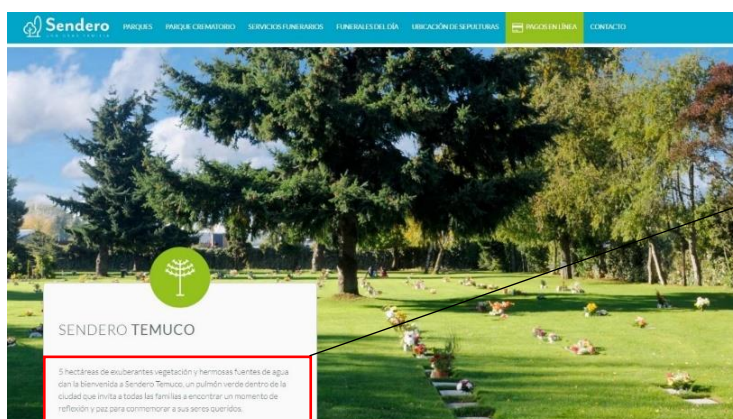 Sendero
PARQUES PARQUE CREMATORIO SERVICIOS FUNERARIOS FUNERALES DEL DÍA UBICACIÓN DE SEPULTURAS PAGOS EN LÍNEA CONTACTO
SENDERO TEMUCO
5 hectáreas de exuberantes vegetación y hermosas fuentes de agua
dan la bienvenida a Sendero Temuco, un pulmón verde dentro de la
ciudad que invita a todas las familias a encontrar un momento de
reflexión y paz para conmemorar a sus seres queridos.